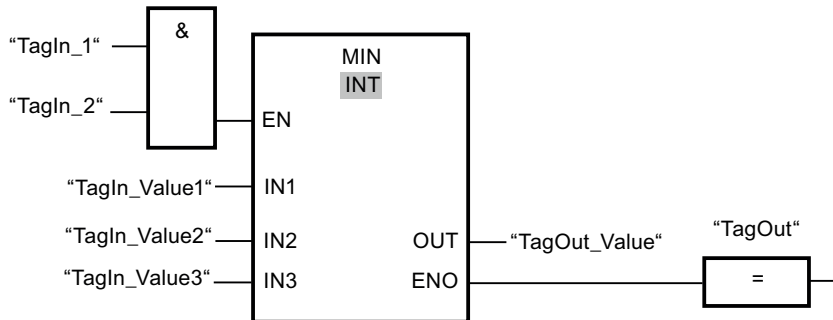 &
“TagIn_1“
“TagIn_2“
MIN
INT
EN
“TagIn_Value1“
IN1
“TagIn_Value2“
IN2
OUT
“TagOut_Value“
“TagIn_Value3“
IN3
ENO
“TagOut“
=